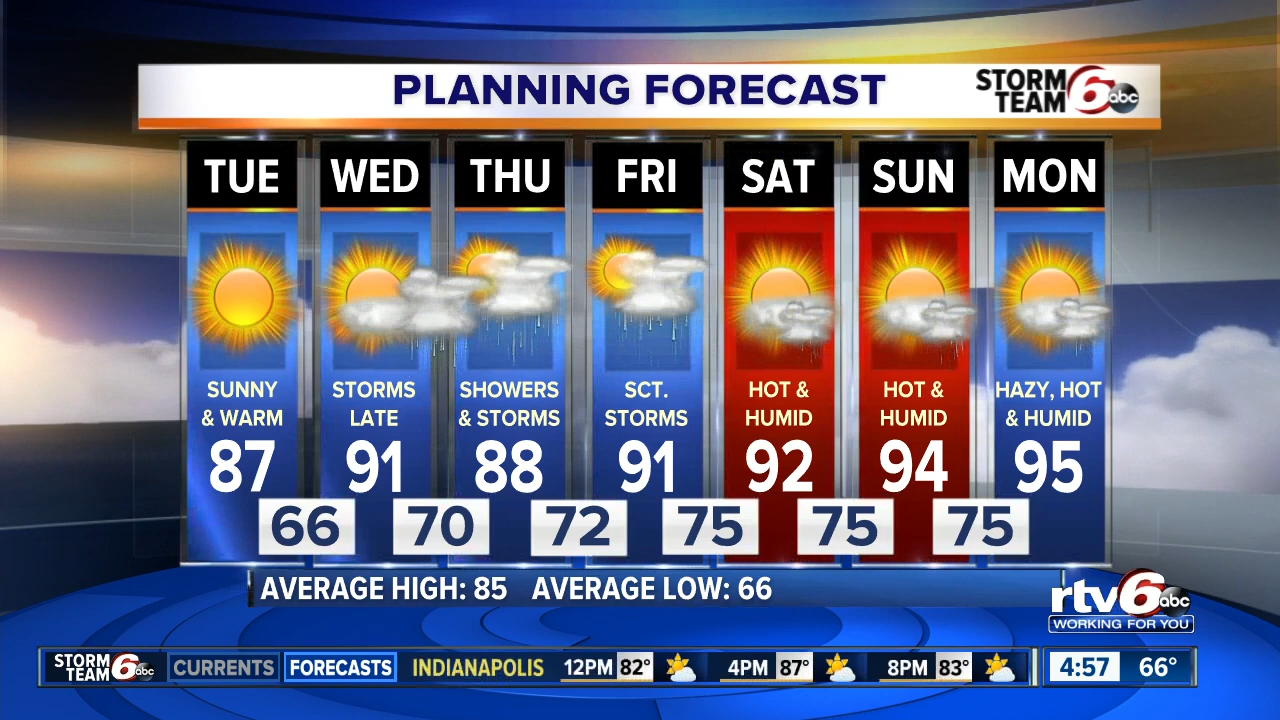 PLANNING FORECAST
STORM TEAM 6 abc
TUE WED THU FRI SAT SUN MON
SUNNY & WARM
STORMS LATE
SHOWERS & STORMS
SCT. STORMS
HOT & HUMID
HOT & HUMID
HAZY, HOT & HUMID
87 91 88 91 92 94 95
66 70 72 75 75 75
AVERAGE HIGH: 85 AVERAGE LOW: 66
rtv6 abc
WORKING FOR YOU
STORM TEAM 6 abc CURRENTS FORECASTS INDIANAPOLIS 12PM 82° 4PM 87° 8PM 83° 4:57 66°